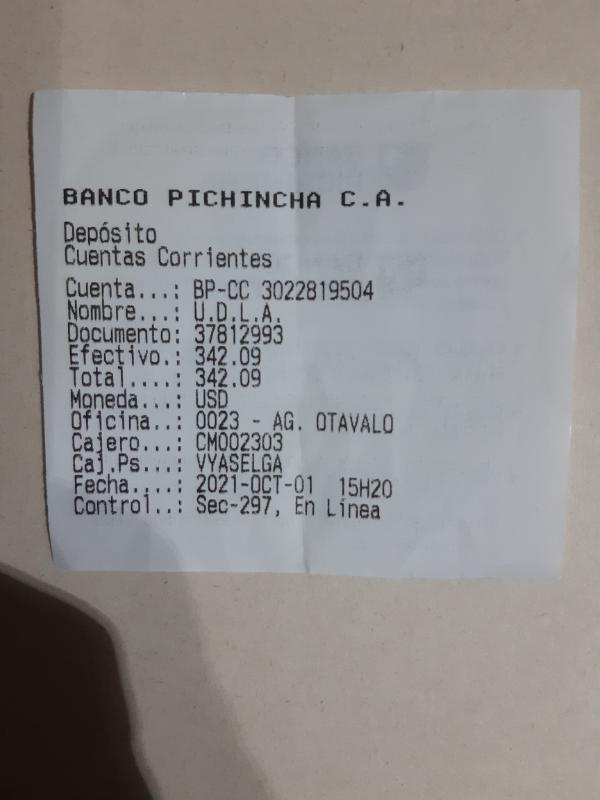 BANCO PICHINCHA C.A.
Depósito
Cuentas Corrientes
Cuenta...: BP-CC 3022819504
Nombre...: U.D.L.A.
Documento: 37812993
Efectivo.: 342.09
Total....: 342.09
Moneda...: USD
Oficina..: 0023 - AG. OTAVALO
Cajero...: CM002303
Caj.Ps...: VYASELGA
Fecha....: 2021-OCT-01 15H20
Control..: Sec-297, En Línea